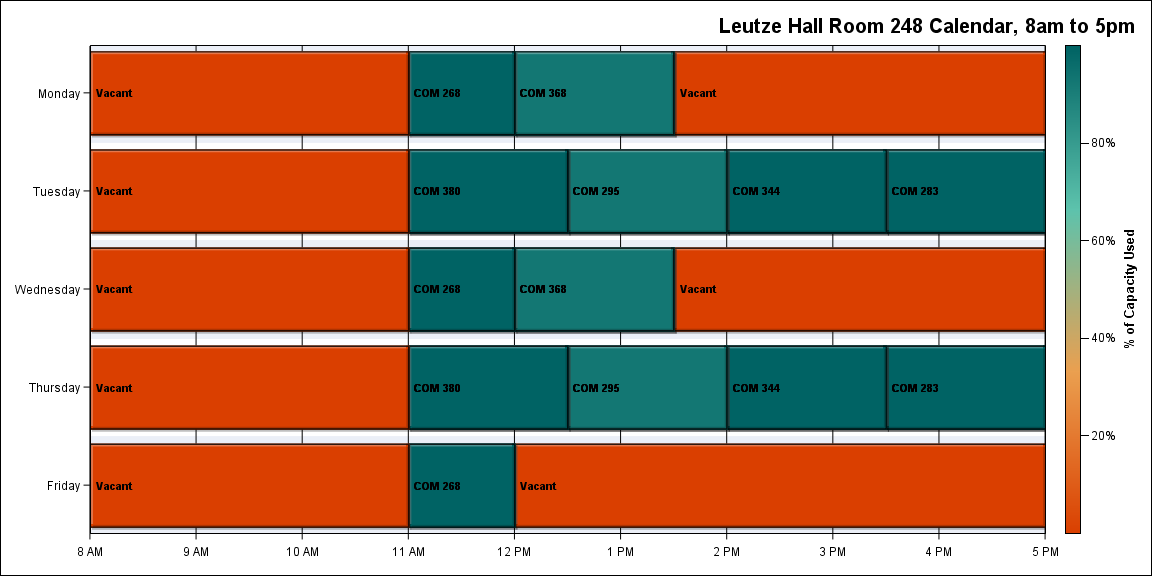 Leutze Hall Room 248 Calendar, 8am to 5pm
Monday
Vacant
COM 268
COM 368
Vacant
Tuesday
Vacant
COM 380
COM 295
COM 344
COM 283
Wednesday
Vacant
COM 268
COM 368
Vacant
Thursday
Vacant
COM 380
COM 295
COM 344
COM 283
Friday
Vacant
COM 268
Vacant
8 AM
9 AM
10 AM
11 AM
12 PM
1 PM
2 PM
3 PM
4 PM
5 PM
80%
60%
40%
20%
% of Capacity Used